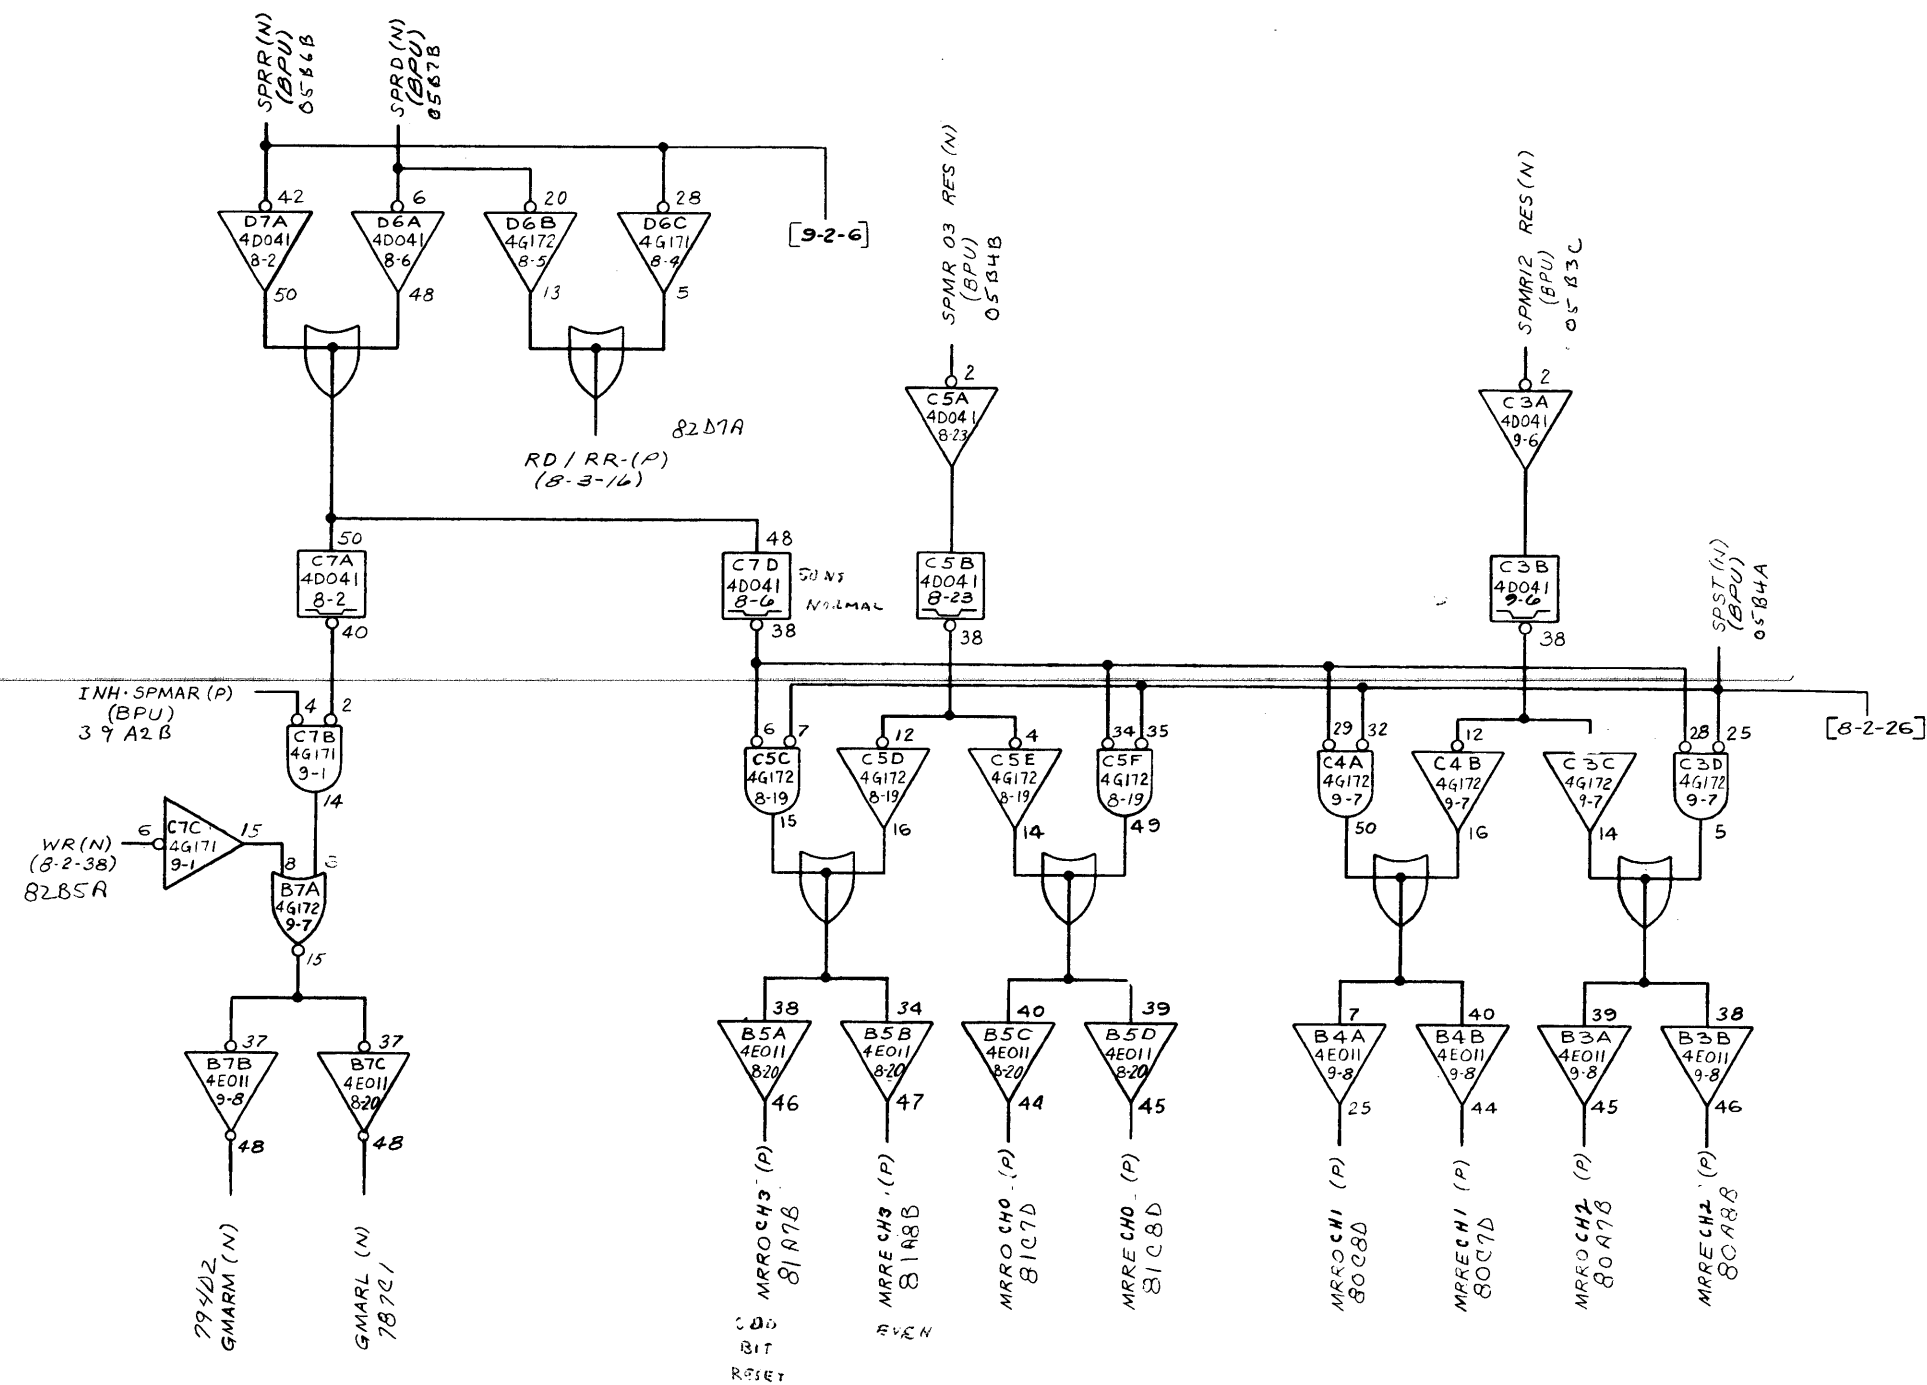 SPRR (N)
(BPU)
05B6B
SPRD (N)
(BPU)
05B7B
42
6
20
28
D7A
4D041
8-2
D6A
4D041
8-6
D6B
4G172
8-5
D6C
4G171
8-4
[9-2-6]
50
48
13
5
SPMR 03 RES (N)
(BPU)
05B4B
SPMR12 RES (N)
(BPU)
05 B3C
2
C5A
4D041
8-23
2
C3A
4D041
9-6
82D7A
RD / RR-(P)
(8-3-16)
50
C7A
4D041
8-2
40
48
C7D
4D041
8-6
38
50 NS
NORMAL
C5B
4D041
8-23
38
C3B
4D041
9-6
38
SPST (N)
(BPU)
05B4A
INH·SPMAR (P)
(BPU)
39A2B
4
2
C7B
4G171
9-1
14
6
7
C5C
4G172
8-19
15
12
C5D
4G172
8-19
16
4
C5E
4G172
8-19
14
34
35
C5F
4G172
8-19
49
29
32
C4A
4G172
9-7
50
12
C4B
4G172
9-7
16
C3C
4G172
9-7
14
28
25
C3D
4G172
9-7
5
[8-2-26]
WR (N)
(8-2-38)
82B5A
6
C7C
4G171
9-1
15
8
B7A
4G172
9-7
15
37
B7B
4E011
9-8
48
37
B7C
4E011
8-20
48
38
B5A
4E011
8-20
46
34
B5B
4E011
8-20
47
40
B5C
4E011
8-20
44
39
B5D
4E011
8-20
45
7
B4A
4E011
9-8
25
40
B4B
4E011
9-8
44
39
B3A
4E011
9-8
45
38
B3B
4E011
9-8
46
GMARM (N)
GMARL (N)
787C1
MRROCH3 (P)
81A7B
MRRECH3 (P)
81A8B
MRROCH0 (P)
81C7D
MRRECH0 (P)
81C8D
MRROCH1 (P)
80C8D
MRRECH1 (P)
80C7D
MRROCH2 (P)
80A7B
MRRECH2 (P)
80A8B
ODD
BIT
RESET
EVEN